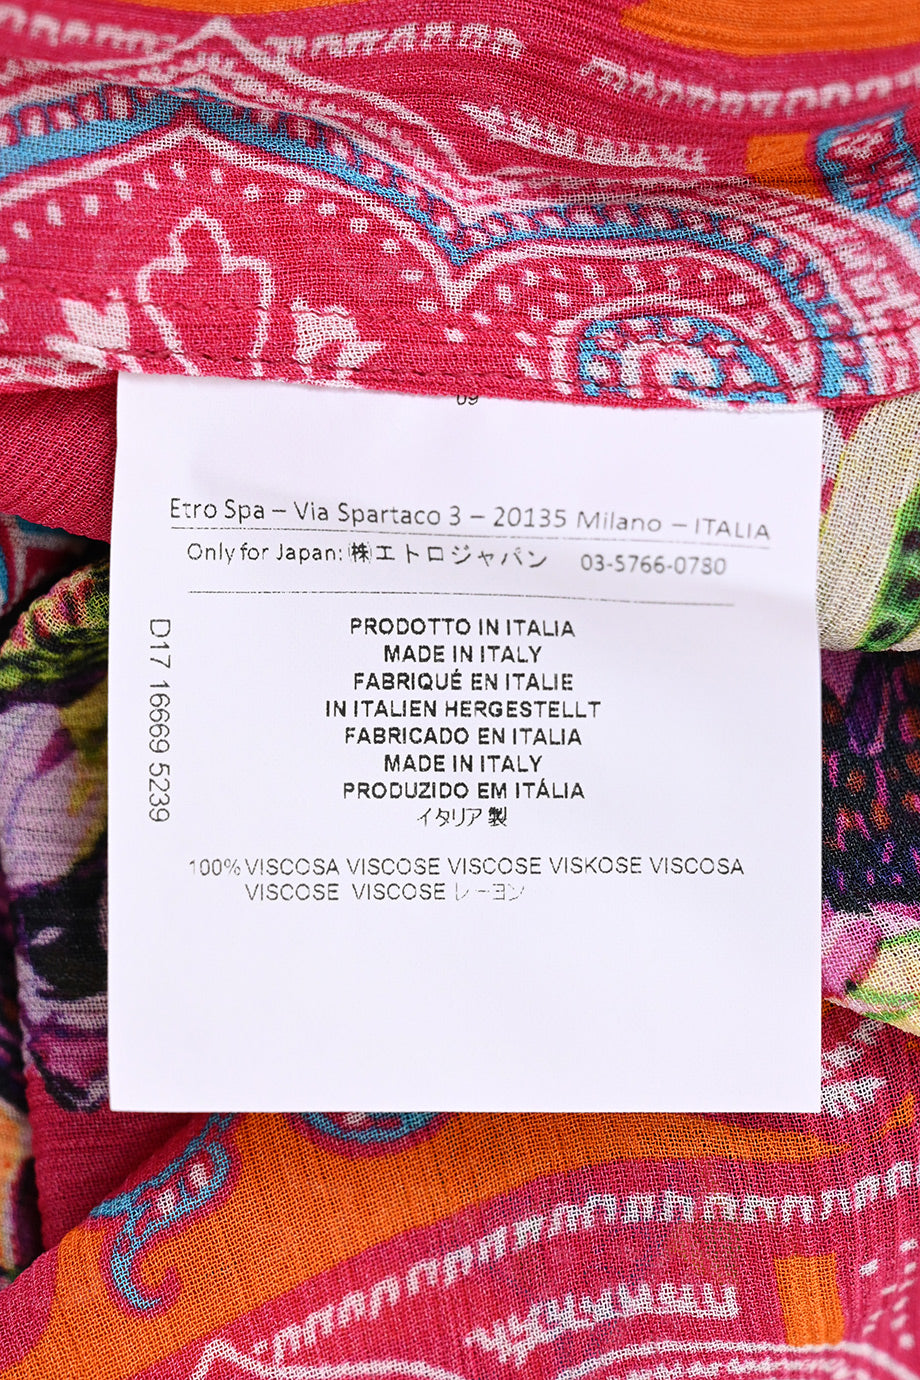 09
Etro Spa – Via Spartaco 3 – 20135 Milano – ITALIA
Only for Japan: ㈱エトロジャパン 03-5766-0780
D17 16669 5239
PRODOTTO IN ITALIA
MADE IN ITALY
FABRIQUÉ EN ITALIE
IN ITALIEN HERGESTELLT
FABRICADO EN ITALIA
MADE IN ITALY
PRODUZIDO EM ITÁLIA
イタリア製
100% VISCOSA VISCOSE VISCOSE VISKOSE VISCOSA
VISCOSE VISCOSE レーヨン